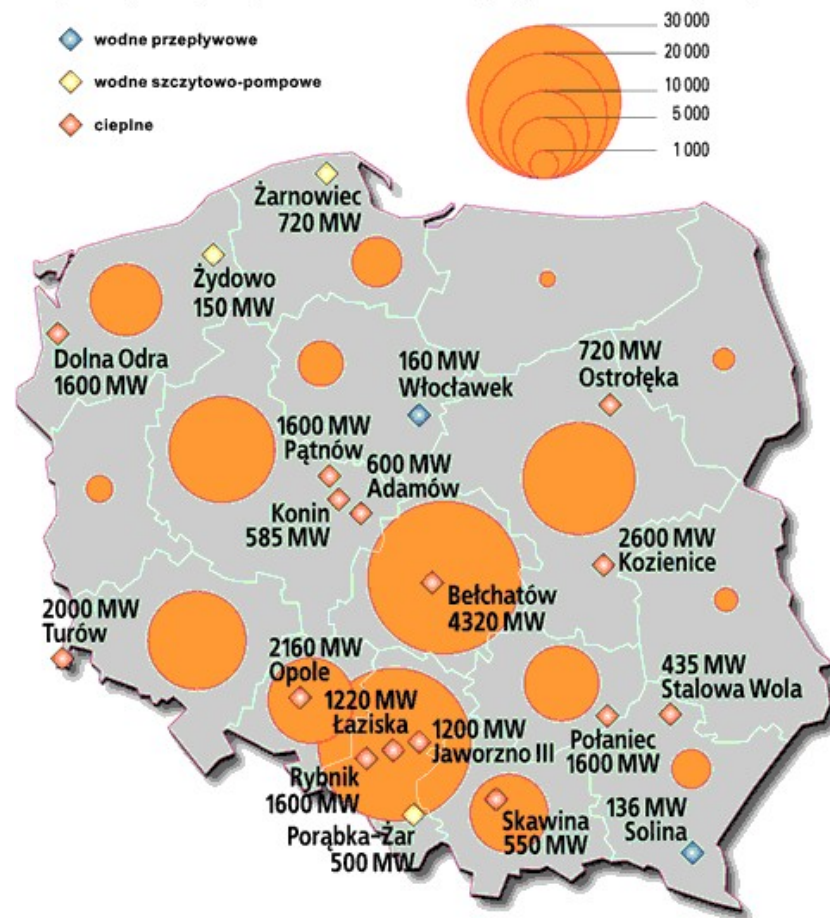 wodne przepływowe
wodne szczytowo-pompowe
cieplne
30 000
20 000
10 000
5 000
1 000
Żarnowiec
720 MW
Żydowo
150 MW
Dolna Odra
1600 MW
160 MW
Włocławek
720 MW
Ostrołęka
1600 MW
Pątnów
600 MW
Adamów
Konin
585 MW
2600 MW
Kozienice
Bełchatów
4320 MW
2000 MW
Turów
2160 MW
Opole
1220 MW
Łaziska
1200 MW
Jaworzno III
435 MW
Stalowa Wola
Połaniec
1600 MW
Rybnik
1600 MW
Porąbka-Żar
500 MW
Skawina
550 MW
136 MW
Solina